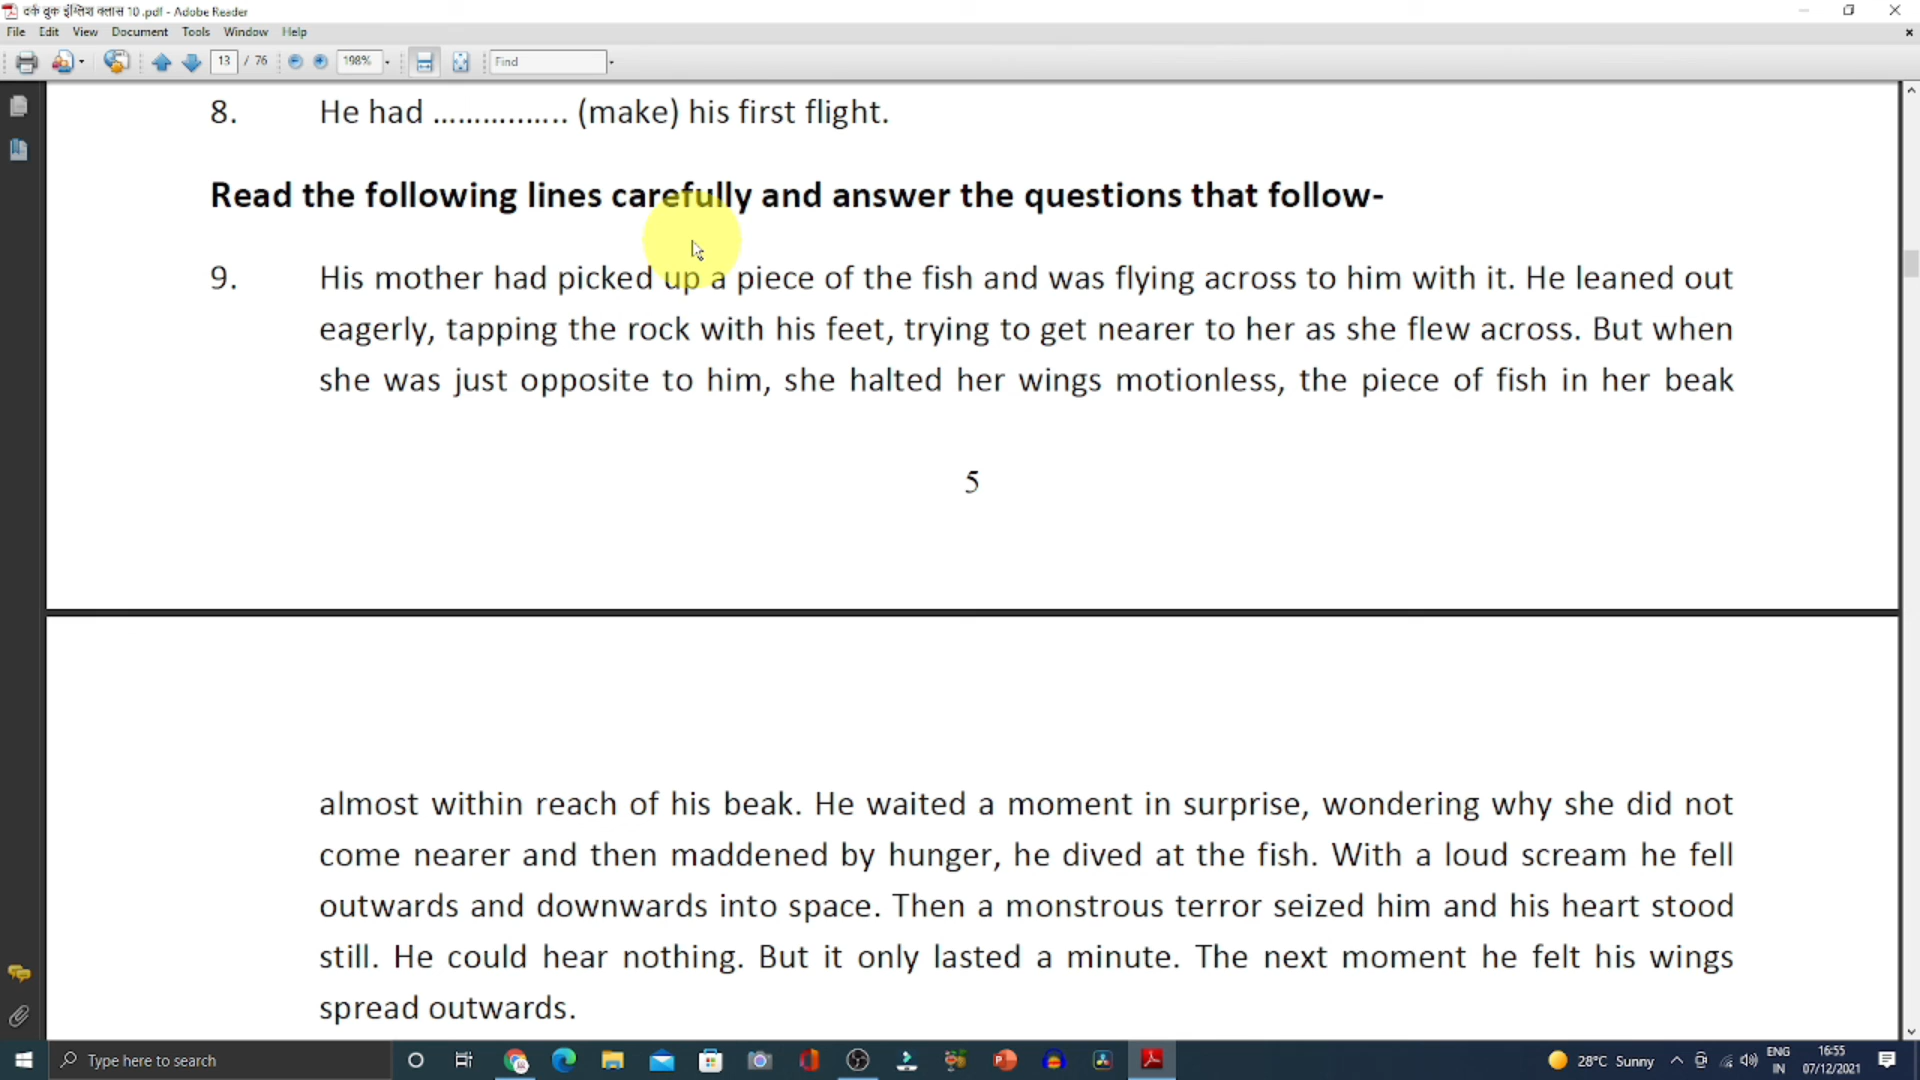 वर्क बुक इंग्लिश क्लास 10 .pdf - Adobe Reader
File Edit View Document Tools Window Help
13 / 76 198% Find
8. He had ................ (make) his first flight.
Read the following lines carefully and answer the questions that follow-
9. His mother had picked up a piece of the fish and was flying across to him with it. He leaned out
eagerly, tapping the rock with his feet, trying to get nearer to her as she flew across. But when
she was just opposite to him, she halted her wings motionless, the piece of fish in her beak
5
almost within reach of his beak. He waited a moment in surprise, wondering why she did not
come nearer and then maddened by hunger, he dived at the fish. With a loud scream he fell
outwards and downwards into space. Then a monstrous terror seized him and his heart stood
still. He could hear nothing. But it only lasted a minute. The next moment he felt his wings
spread outwards.
Type here to search
28°C Sunny
ENG
IN
16:55
07/12/2021